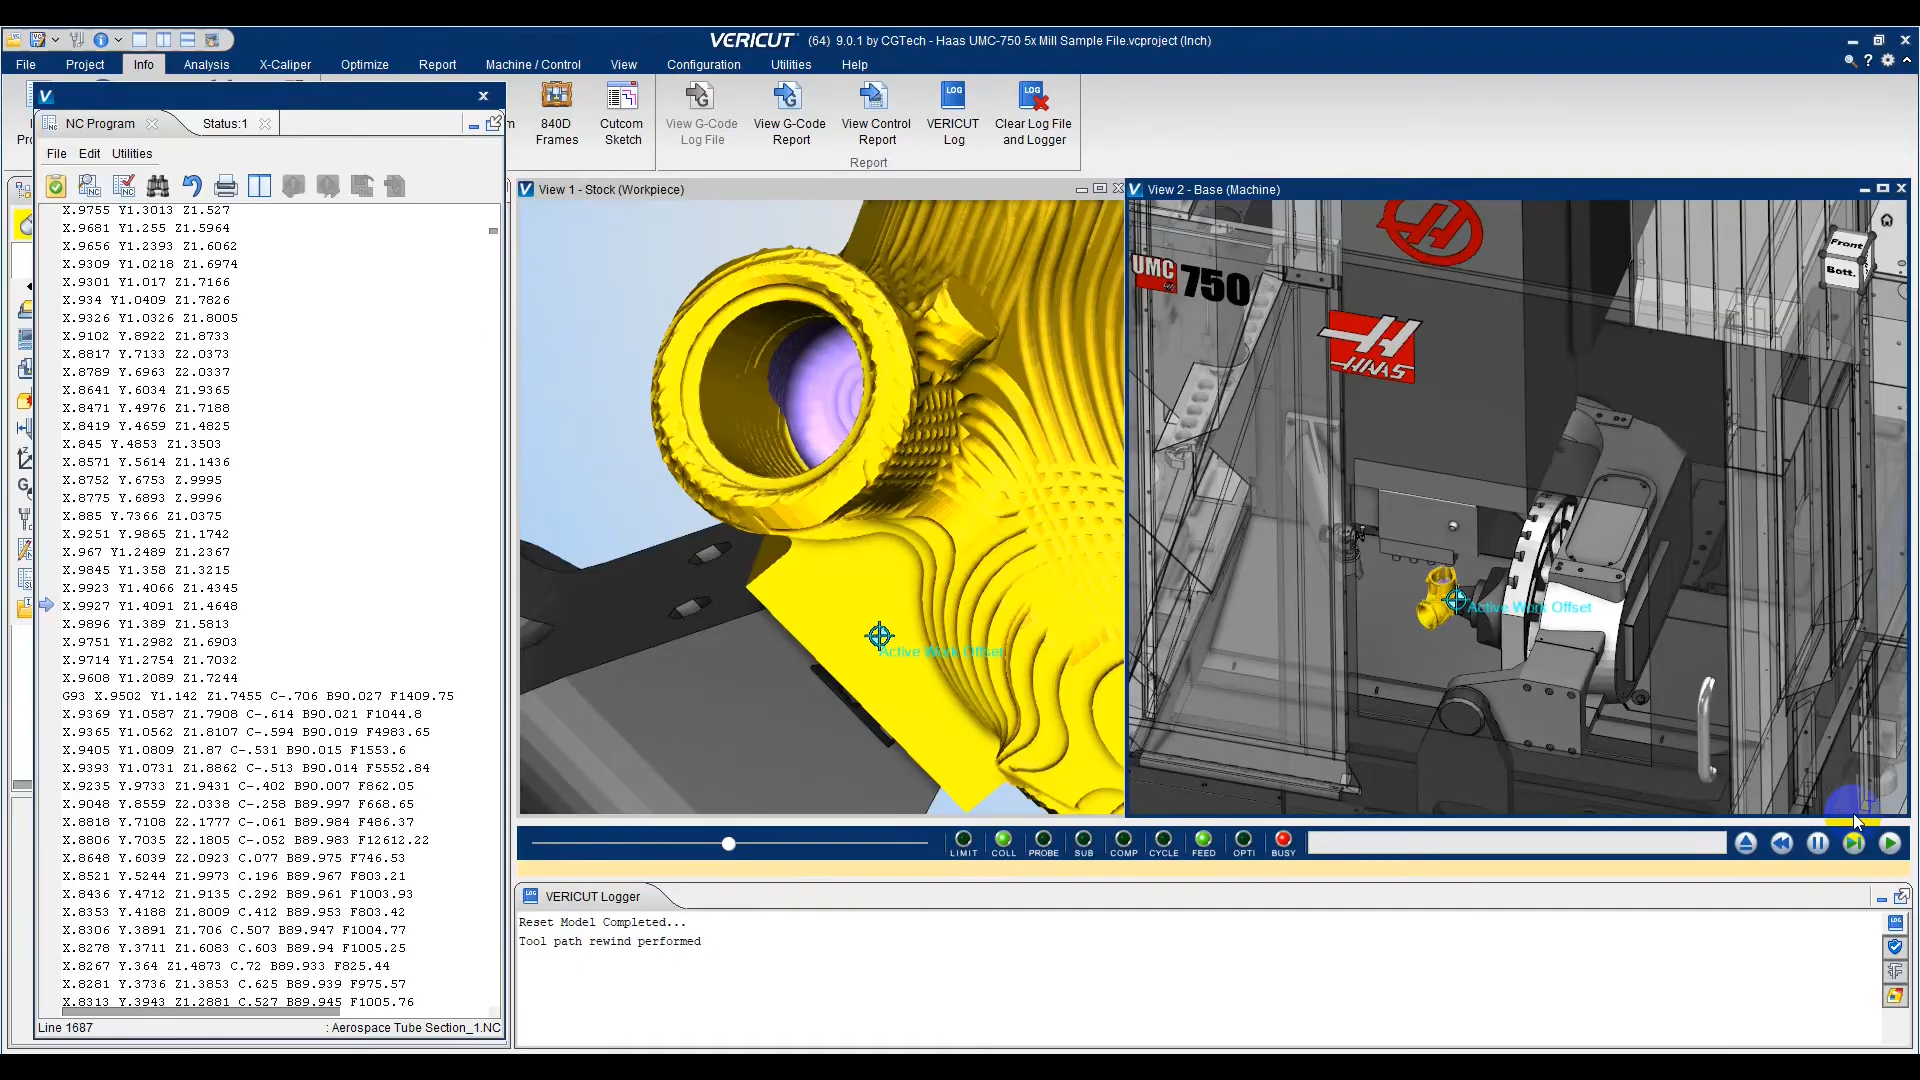 VERICUT (64) 9.0.1 by CGTech - Haas UMC-750 5x Mill Sample File.vcproject (Inch)
File Project Info Analysis X-Caliper Optimize Report Machine / Control View Configuration Utilities Help
840D Frames
Cutcom Sketch
View G-Code Log File
View G-Code Report
View Control Report
VERICUT Log
Clear Log File and Logger
Report
NC Program
Status:1
File Edit Utilities
X.9755 Y1.3013 Z1.527
X.9681 Y1.255 Z1.5964
X.9656 Y1.2393 Z1.6062
X.9309 Y1.0218 Z1.6974
X.9301 Y1.017 Z1.7166
X.934 Y1.0409 Z1.7826
X.9326 Y1.0326 Z1.8005
X.9102 Y.8922 Z1.8733
X.8817 Y.7133 Z2.0373
X.8789 Y.6963 Z2.0337
X.8641 Y.6034 Z1.9365
X.8471 Y.4976 Z1.7188
X.8419 Y.4659 Z1.4825
X.845 Y.4853 Z1.3503
X.8571 Y.5614 Z1.1436
X.8752 Y.6753 Z.9995
X.8775 Y.6893 Z.9996
X.885 Y.7366 Z1.0375
X.9251 Y.9865 Z1.1742
X.967 Y1.2489 Z1.2367
X.9845 Y1.358 Z1.3215
X.9923 Y1.4066 Z1.4345
X.9927 Y1.4091 Z1.4648
X.9896 Y1.389 Z1.5813
X.9751 Y1.2982 Z1.6903
X.9714 Y1.2754 Z1.7032
X.9608 Y1.2089 Z1.7244
G93 X.9502 Y1.142 Z1.7455 C-.706 B90.027 F1409.75
X.9369 Y1.0587 Z1.7908 C-.614 B90.021 F1044.8
X.9365 Y1.0562 Z1.8107 C-.594 B90.019 F4983.65
X.9405 Y1.0809 Z1.87 C-.531 B90.015 F1553.6
X.9393 Y1.0731 Z1.8862 C-.513 B90.014 F5552.84
X.9235 Y.9733 Z1.9431 C-.402 B90.007 F862.05
X.9048 Y.8559 Z2.0338 C-.258 B89.997 F668.65
X.8818 Y.7108 Z2.1777 C-.061 B89.984 F486.37
X.8806 Y.7035 Z2.1805 C-.052 B89.983 F12612.22
X.8648 Y.6039 Z2.0923 C.077 B89.975 F746.53
X.8521 Y.5244 Z1.9973 C.196 B89.967 F803.21
X.8436 Y.4712 Z1.9135 C.292 B89.961 F1003.93
X.8353 Y.4188 Z1.8009 C.412 B89.953 F803.42
X.8306 Y.3891 Z1.706 C.507 B89.947 F1004.77
X.8278 Y.3711 Z1.6083 C.603 B89.94 F1005.25
X.8267 Y.364 Z1.4873 C.72 B89.933 F825.44
X.8281 Y.3736 Z1.3853 C.625 B89.939 F975.57
X.8313 Y.3943 Z1.2881 C.527 B89.945 F1005.76
Line 1687 : Aerospace Tube Section_1.NC
View 1 - Stock (Workpiece)
Active Work Offset
View 2 - Base (Machine)
UMC 750
HAAS
Front
Bott.
Active Work Offset
LIMIT COLL PROBE SUB COMP CYCLE FEED OPTI BUSY
VERICUT Logger
Reset Model Completed...
Tool path rewind performed